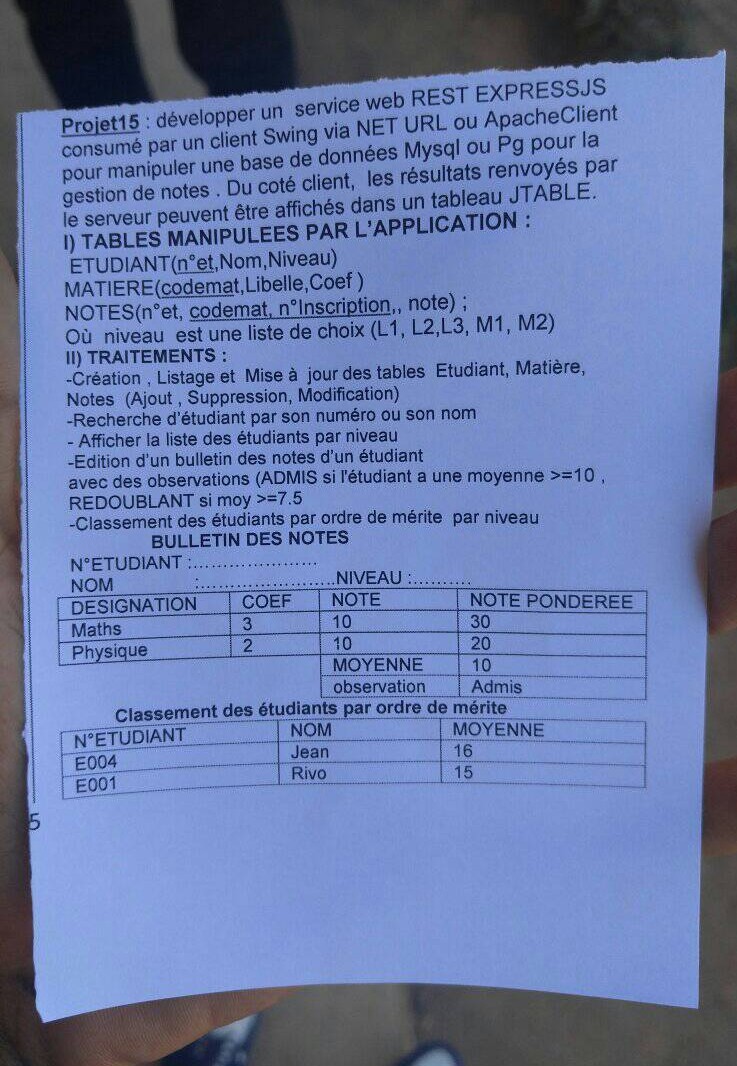 Projet15 : développer un service web REST EXPRESSJS
consumé par un client Swing via NET URL ou ApacheClient
pour manipuler une base de données Mysql ou Pg pour la
gestion de notes . Du coté client, les résultats renvoyés par
le serveur peuvent être affichés dans un tableau JTABLE.
I) TABLES MANIPULEES PAR L'APPLICATION :
ETUDIANT(n°et,Nom,Niveau)
MATIERE(codemat,Libelle,Coef )
NOTES(n°et, codemat, n°Inscription,, note) ;
Où niveau est une liste de choix (L1, L2,L3, M1, M2)
II) TRAITEMENTS :
-Création , Listage et Mise à jour des tables Etudiant, Matière,
Notes (Ajout , Suppression, Modification)
-Recherche d'étudiant par son numéro ou son nom
- Afficher la liste des étudiants par niveau
-Edition d'un bulletin des notes d'un étudiant
avec des observations (ADMIS si l'étudiant a une moyenne >=10 ,
REDOUBLANT si moy >=7.5
-Classement des étudiants par ordre de mérite par niveau
BULLETIN DES NOTES
N°ETUDIANT :.....................
NOM :.......................NIVEAU :..........
DESIGNATION COEF NOTE NOTE PONDEREE
Maths 3 10 30
Physique 2 10 20
MOYENNE 10
observation Admis
Classement des étudiants par ordre de mérite
N°ETUDIANT NOM MOYENNE
E004 Jean 16
E001 Rivo 15
5